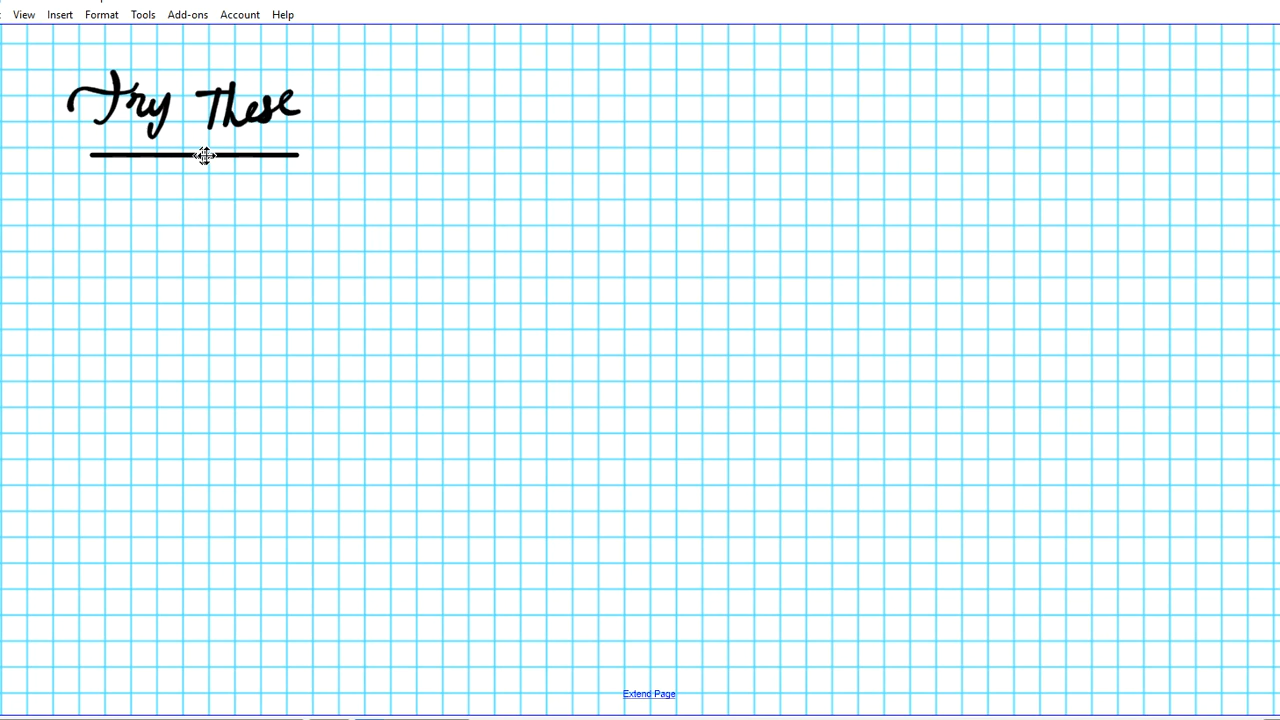 View Insert Format Tools Add-ons Account Help
Try These
Extend Page